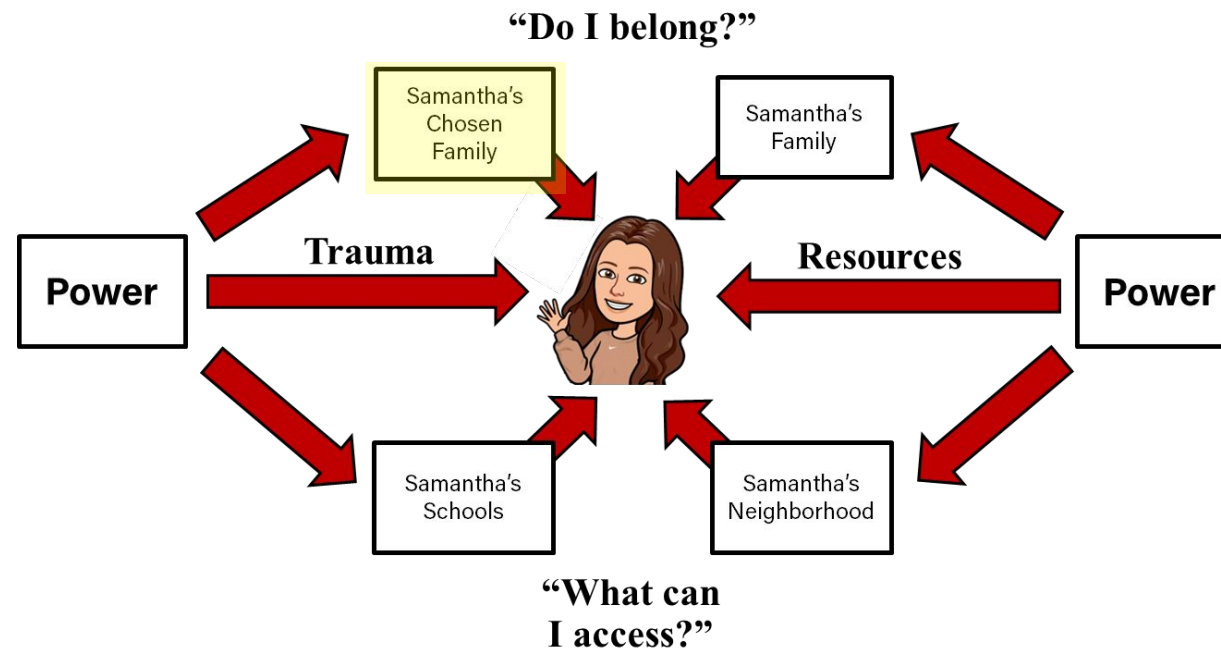 “Do I belong?”
Samantha's
Chosen
Family
Samantha's
Family
Power
Trauma
Resources
Power
Samantha's
Schools
Samantha's
Neighborhood
“What can
I access?”